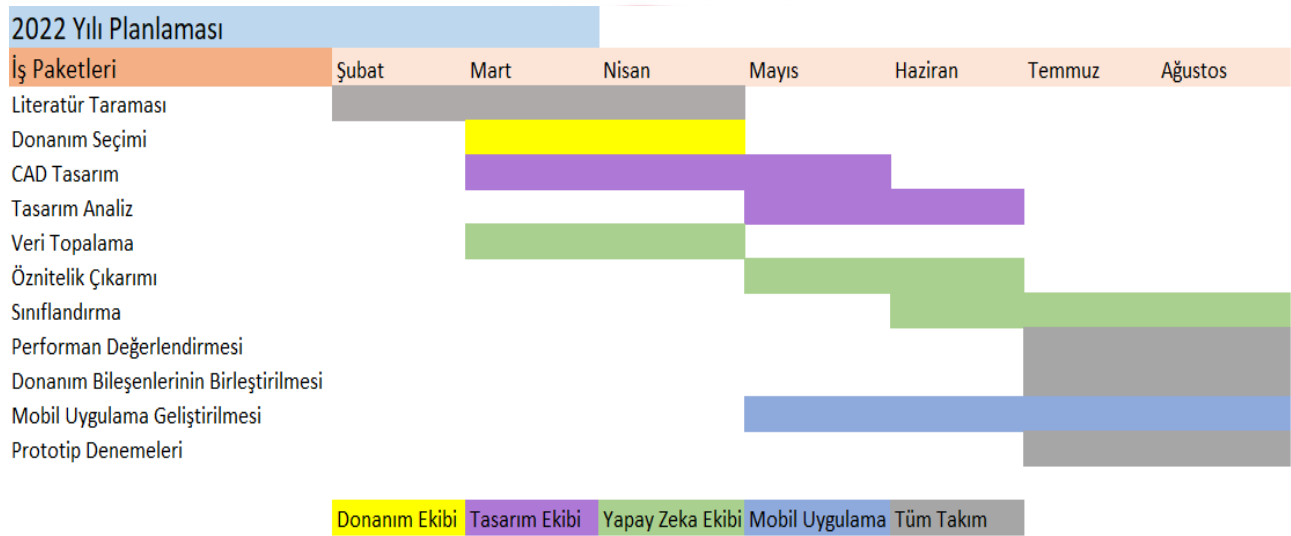 2022 Yılı Planlaması
İş Paketleri Şubat Mart Nisan Mayıs Haziran Temmuz Ağustos
Literatür Taraması
Donanım Seçimi
CAD Tasarım
Tasarım Analiz
Veri Topalama
Öznitelik Çıkarımı
Sınıflandırma
Performan Değerlendirmesi
Donanım Bileşenlerinin Birleştirilmesi
Mobil Uygulama Geliştirilmesi
Prototip Denemeleri
Donanım Ekibi Tasarım Ekibi Yapay Zeka Ekibi Mobil Uygulama Tüm Takım